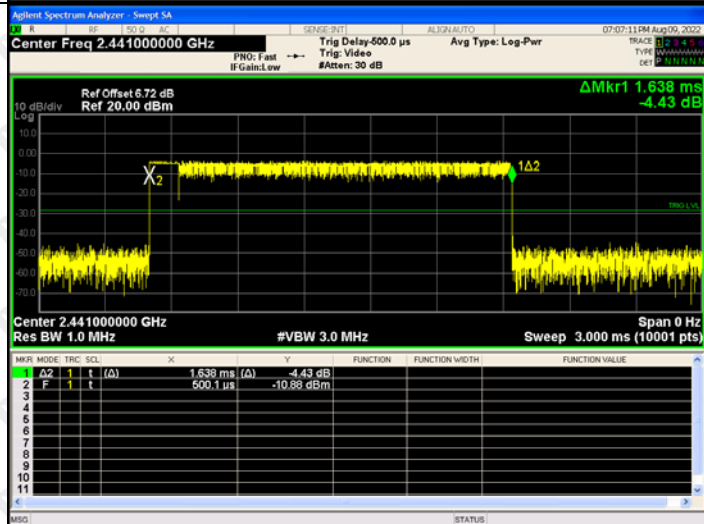 Agilent Spectrum Analyzer - Swept SA
R RF 50 Ω AC SENSE:INT ALIGNAUTO 07:07:11 PM Aug 09, 2022
Center Freq 2.441000000 GHz
PNO: Fast
IFGain:Low
Trig Delay-500.0 µs
Trig: Video
#Atten: 30 dB
Avg Type: Log-Pwr
TRACE 1 2 3 4 5 6
TYPE
DET P N N N N N
ΔMkr1 1.638 ms
-4.43 dB
Ref Offset 6.72 dB
10 dB/div Ref 20.00 dBm
Log
10.0
0.00
-10.0
-20.0
-30.0
-40.0
-50.0
-60.0
-70.0
X2
1Δ2
TRIG LVL
Center 2.441000000 GHz Span 0 Hz
Res BW 1.0 MHz #VBW 3.0 MHz Sweep 3.000 ms (10001 pts)
MKR MODE TRC SCL X Y FUNCTION FUNCTION WIDTH FUNCTION VALUE
1 Δ2 1 t (Δ) 1.638 ms (Δ) -4.43 dB
2 F 1 t 500.1 µs -10.88 dBm
3
4
5
6
7
8
9
10
11
MSG STATUS